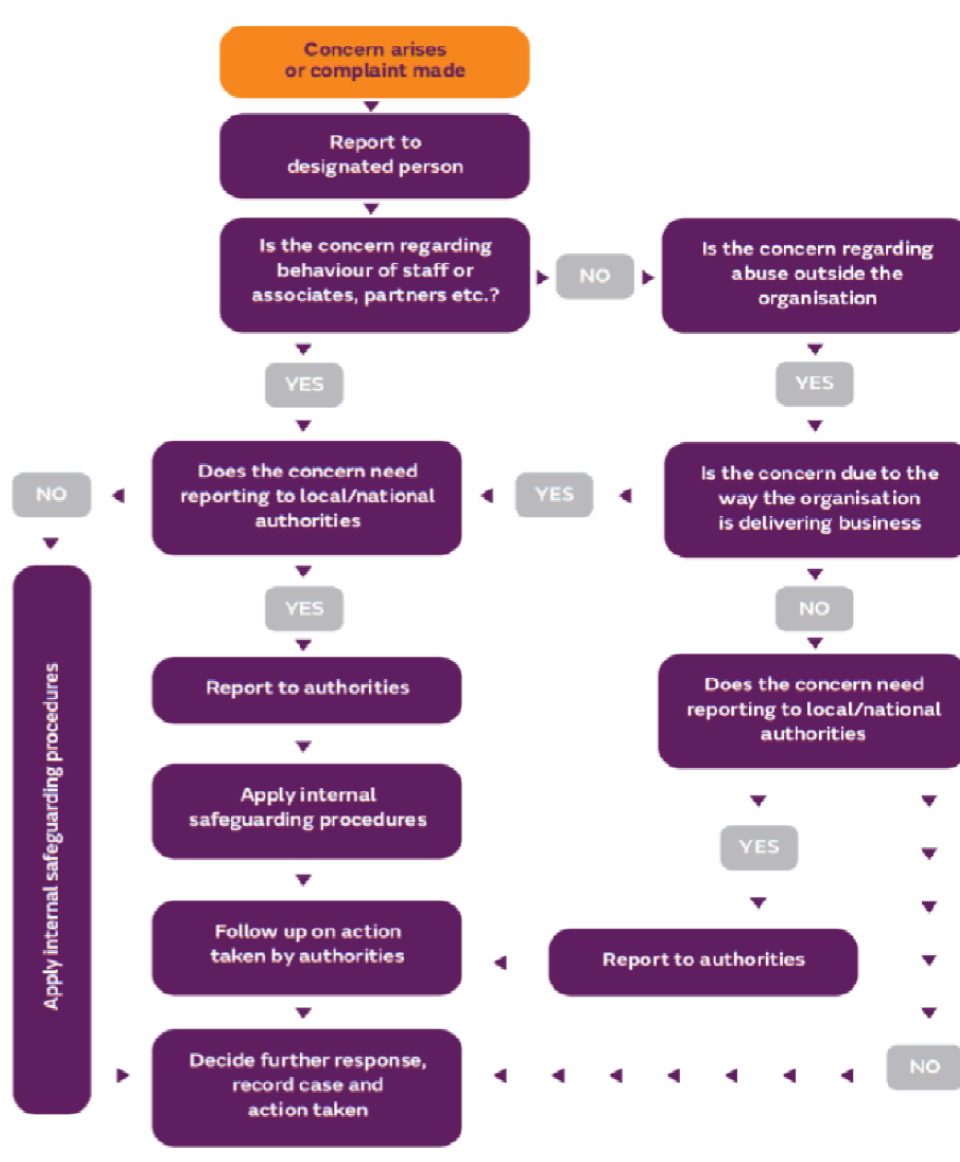 Concern arises
or complaint made
Report to
designated person
Is the concern regarding
behaviour of staff or
associates, partners etc.?
NO
Is the concern regarding
abuse outside the
organisation
YES
YES
NO
Does the concern need
reporting to local/national
authorities
YES
Is the concern due to the
way the organisation
is delivering business
YES
NO
Apply internal safeguarding procedures
Report to authorities
Does the concern need
reporting to local/national
authorities
Apply internal
safeguarding procedures
YES
Follow up on action
taken by authorities
Report to authorities
Decide further response,
record case and
action taken
NO